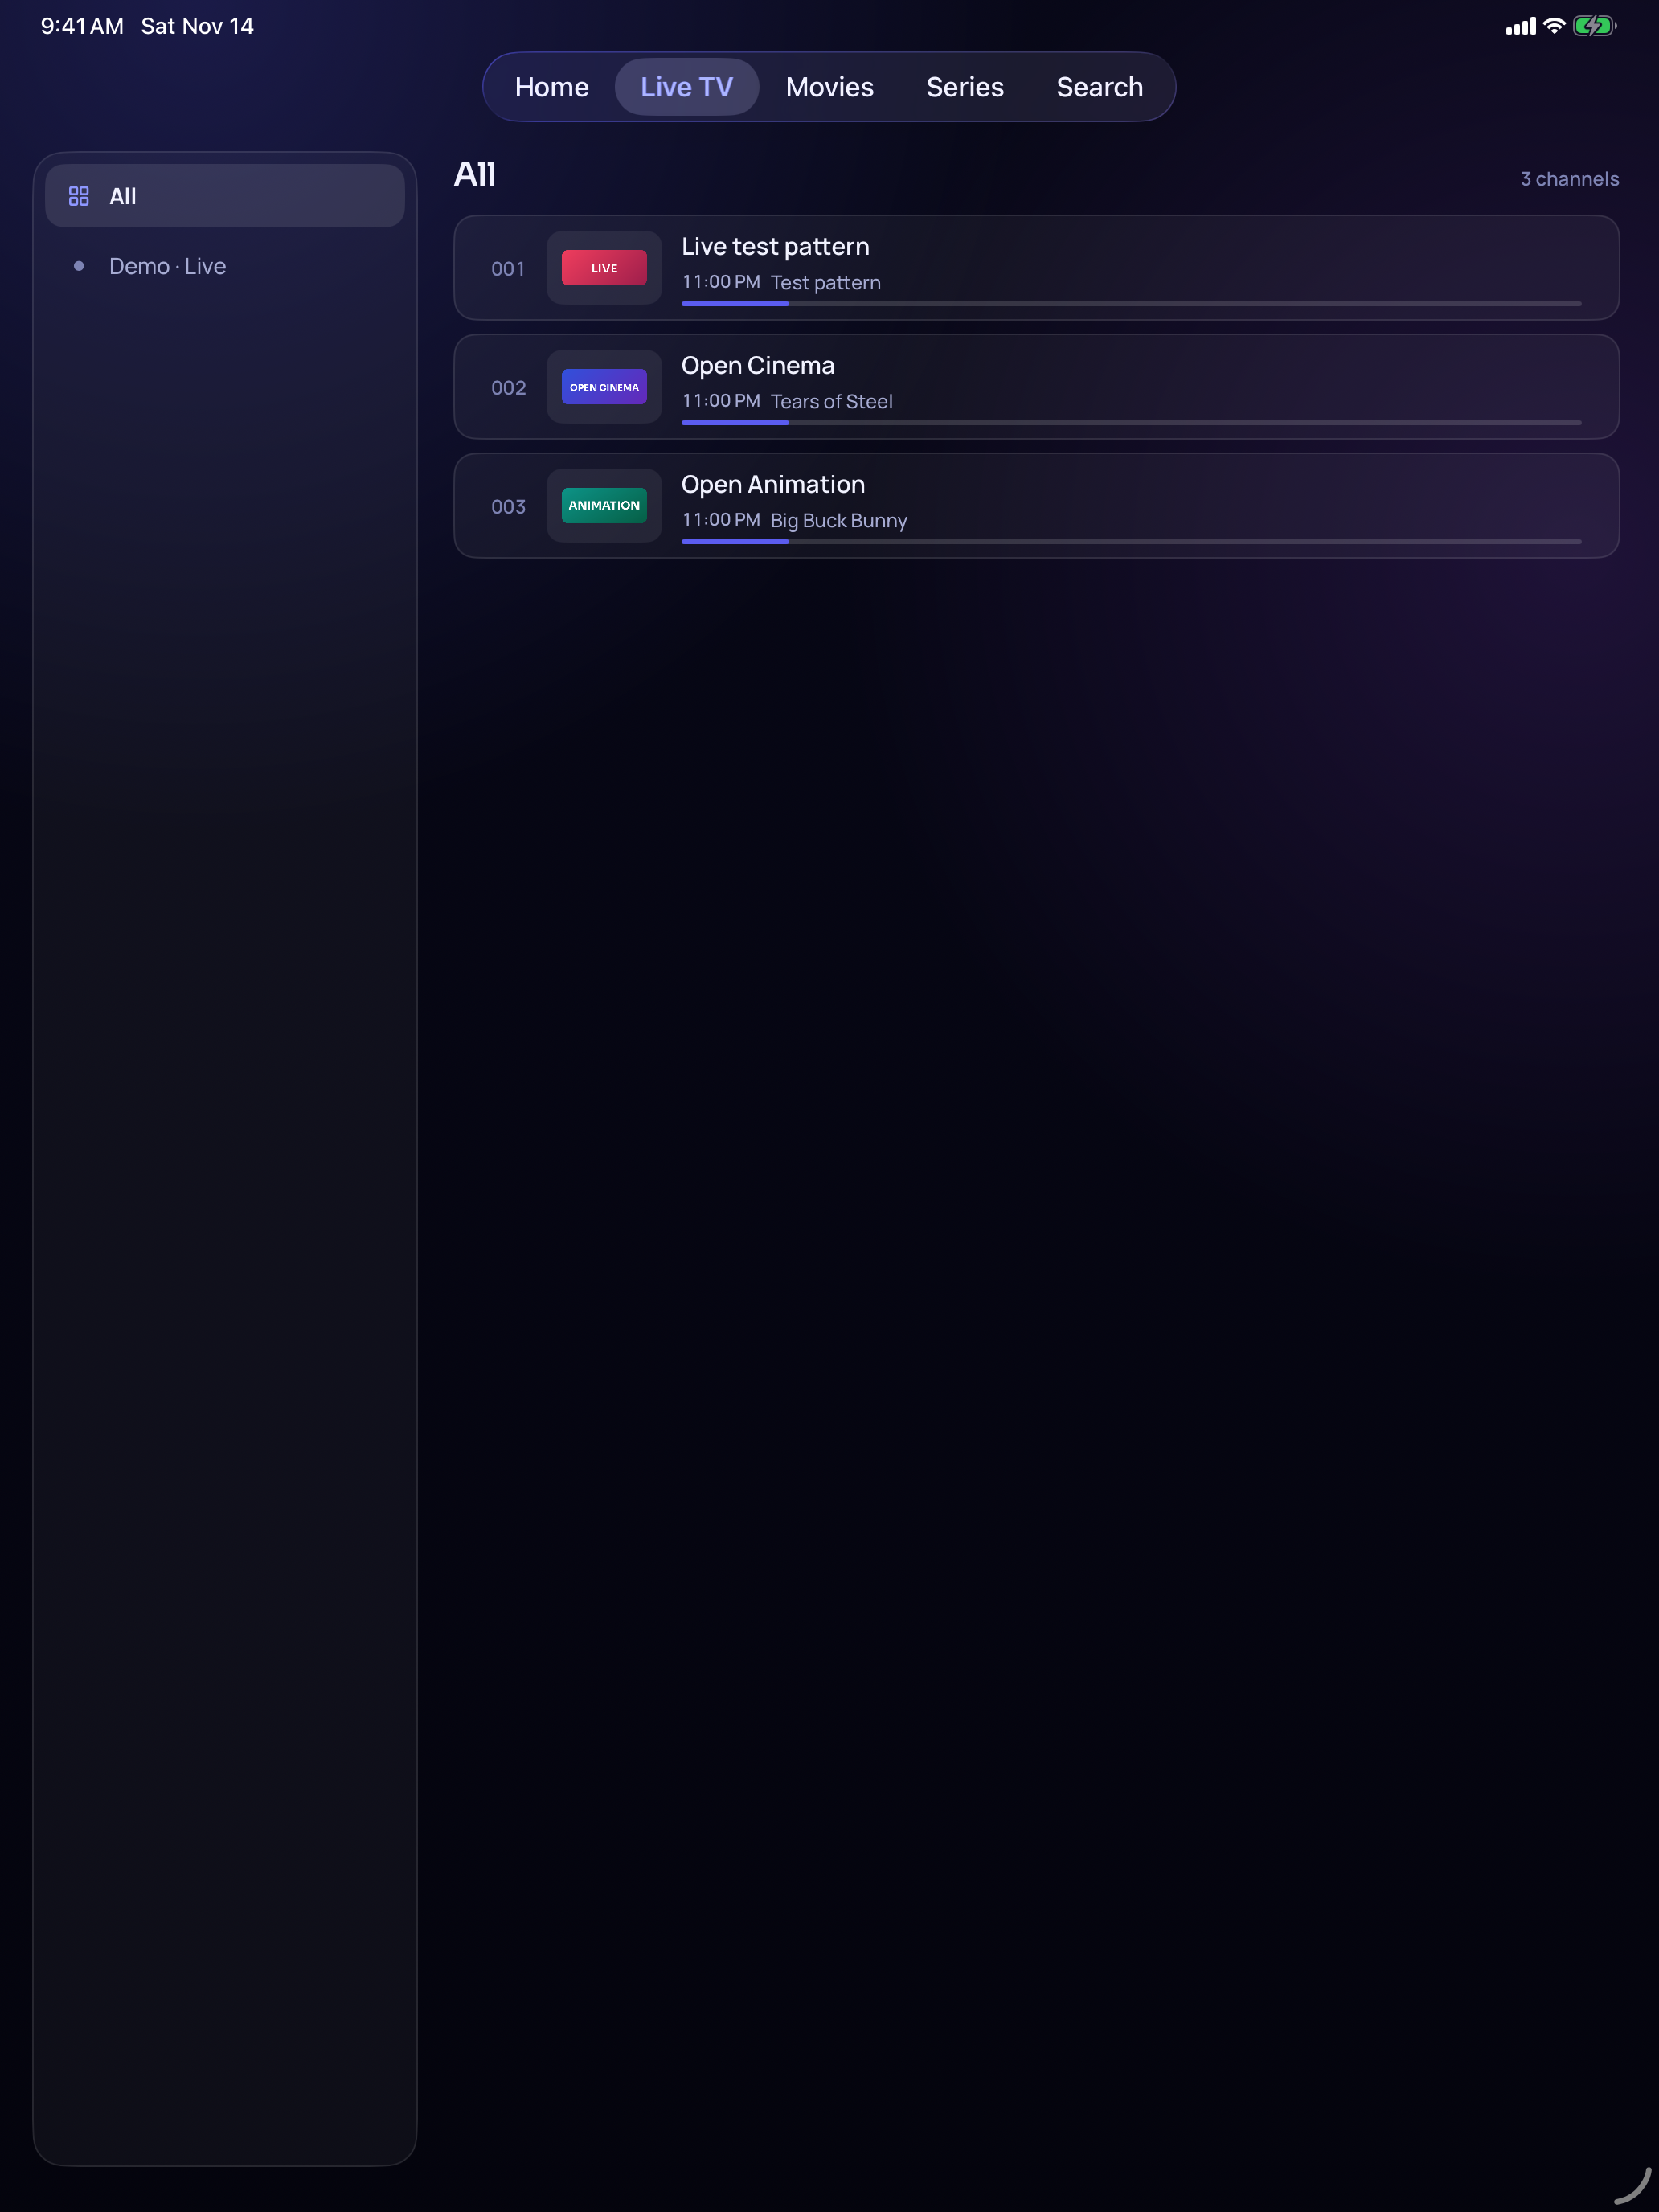 9:41 AM Sat Nov 14
Home Live TV Movies Series Search
All
Demo · Live
All
3 channels
001
LIVE
Live test pattern
11:00 PM Test pattern
002
OPEN CINEMA
Open Cinema
11:00 PM Tears of Steel
003
ANIMATION
Open Animation
11:00 PM Big Buck Bunny